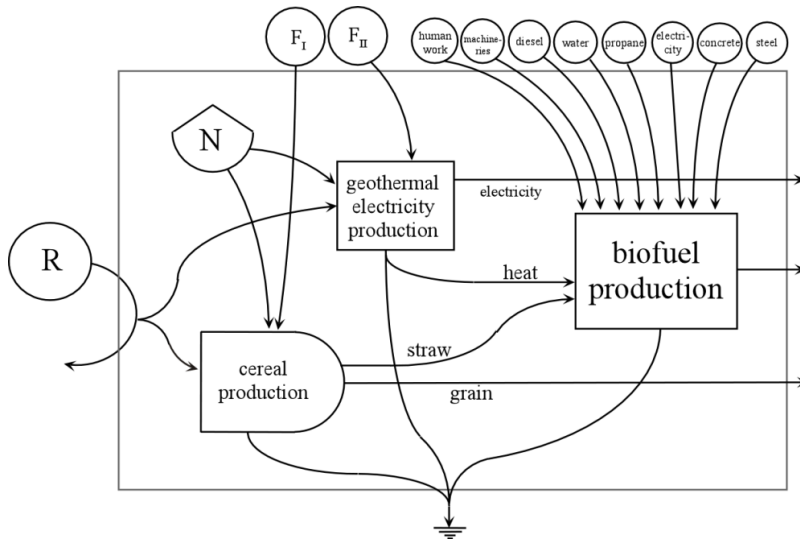 F_I
F_II
human
work
machine-
ries
diesel
water
propane
electri-
city
concrete
steel
N
geothermal
electricity
production
electricity
R
biofuel
production
heat
straw
cereal
production
grain